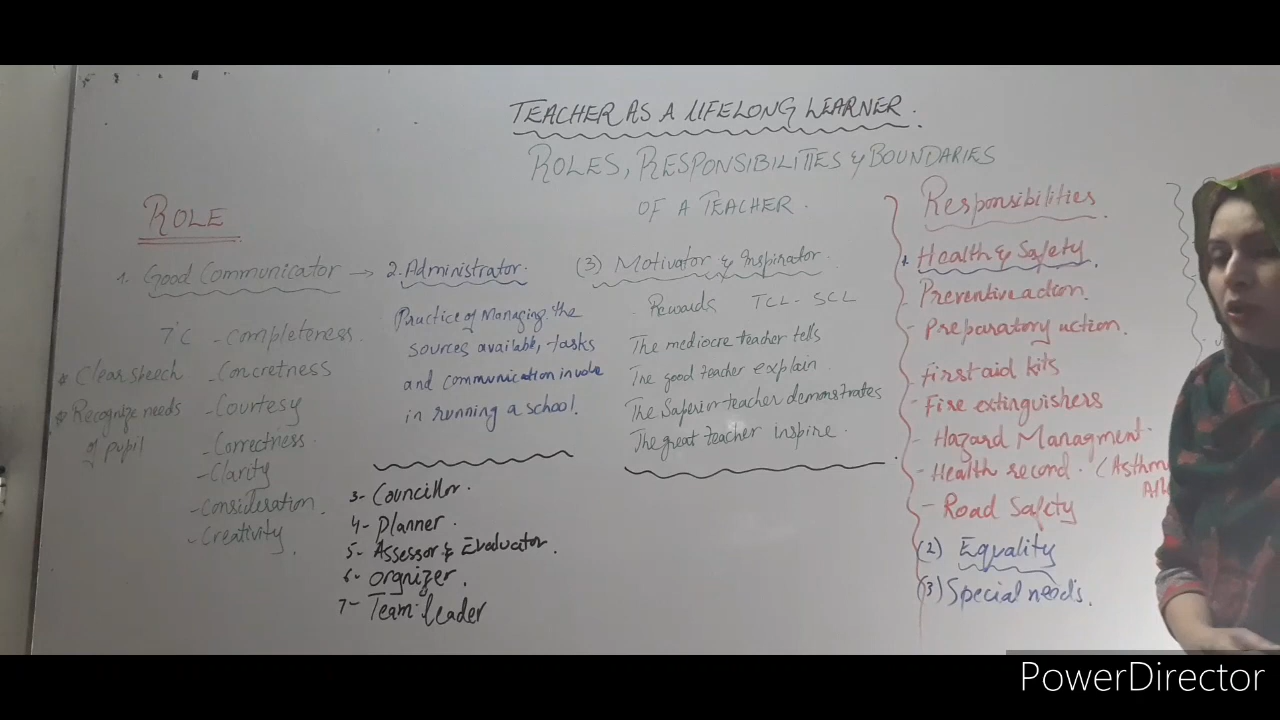 TEACHER AS A LIFELONG LEARNER.
ROLES, RESPONSIBILITIES & BOUNDARIES
OF A TEACHER.
ROLE
1. Good Communicator → 2. Administrator.
7'C - Completeness
* Clear speech - Concretness
* Recognize needs - Courtesy
of pupil - Correctness.
- Clarity
- Consideration.
- Creativity
Practice of Managing the
sources available, tasks
and communication involve
in running a school.
3- Councillor.
4- Planner.
5- Assessor & Evaluator.
6- Orgnizer.
7- Team leader
(3) Motivator & Inspirator.
Rewards TCL - SCL
The mediocre teacher tells
The good teacher explain.
The Saferior teacher demonstrates
The great teacher inspire.
Responsibilities
* Health & Safety
- Preventive action.
- Preparatory action.
- First aid kits
- Fire extinguishers
- Hazard Managment.
- Health record. (Asthm
- Road Safty
(2) Equality
(3) Special needs.
PowerDirector